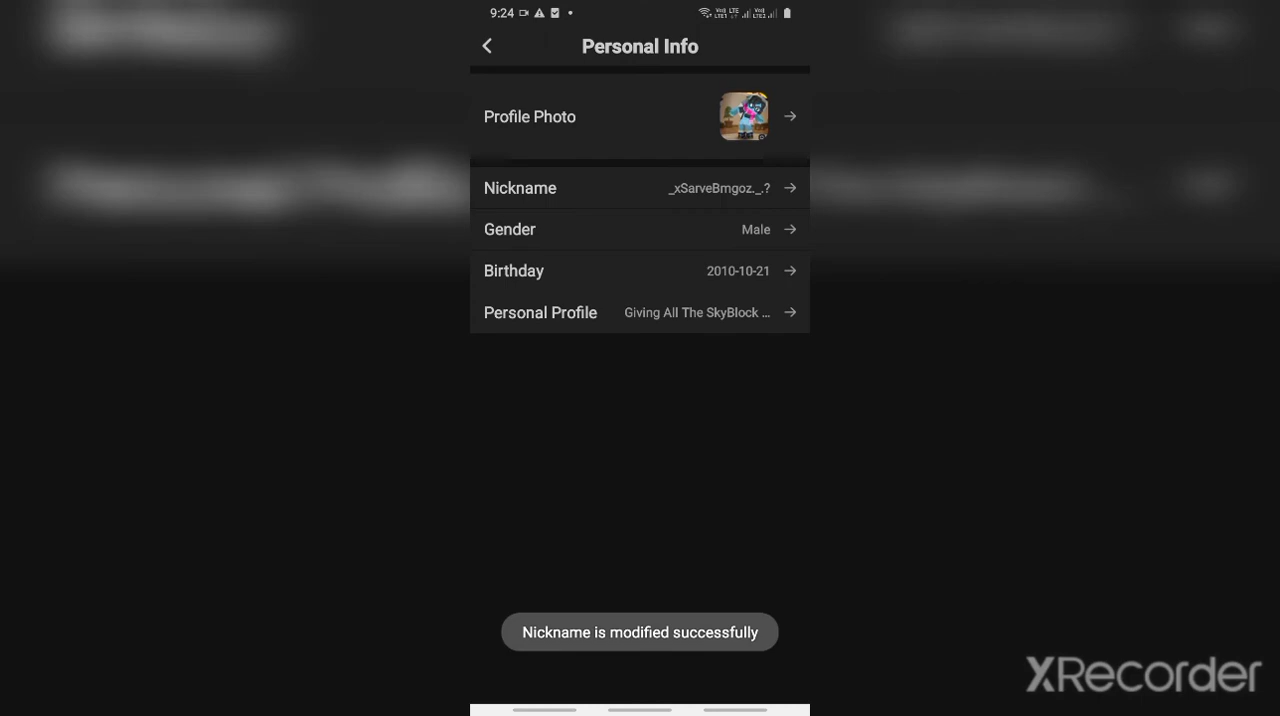 9:24
Personal Info
Profile Photo
Nickname _xSarveBmgoz._.?
Gender Male
Birthday 2010-10-21
Personal Profile Giving All The SkyBlock ...
Nickname is modified successfully
XRecorder